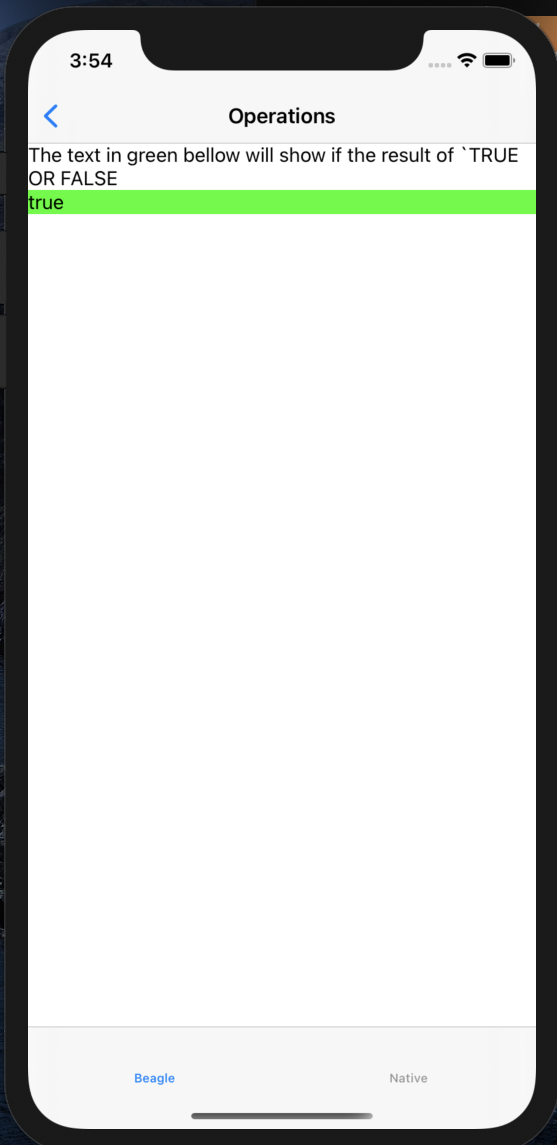 3:54
Operations
The text in green bellow will show if the result of `TRUE
OR FALSE
true
Beagle
Native